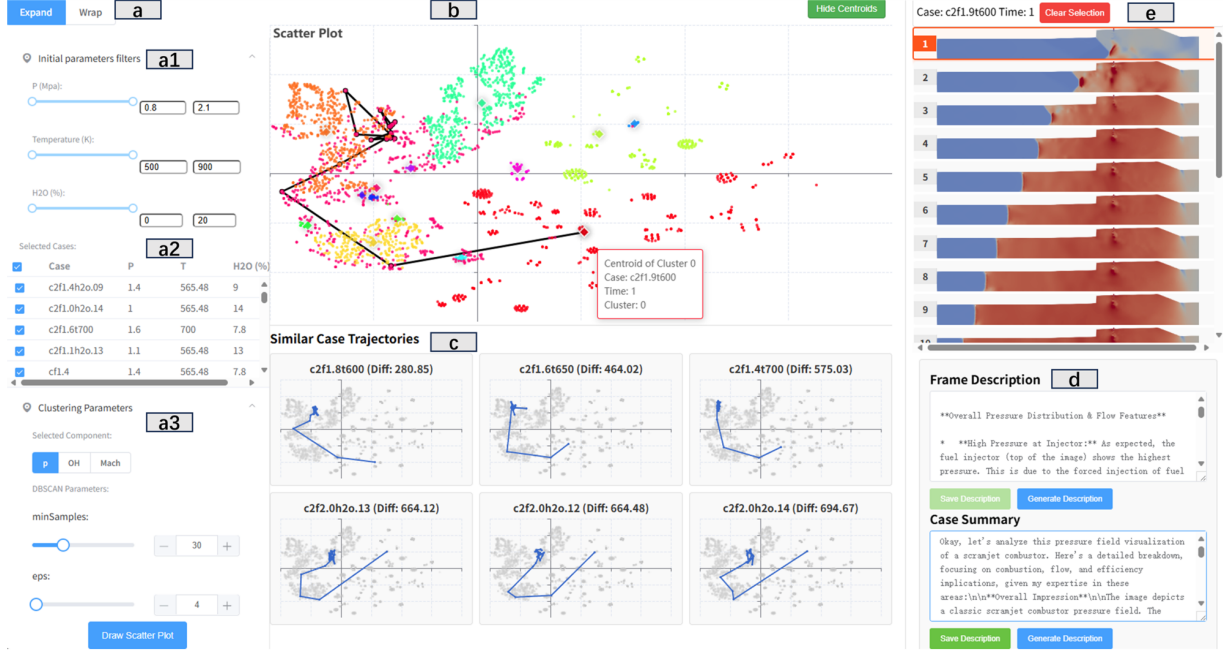 Expand
Wrap
a
Initial parameters filters
a1
P (Mpa):
0.8
2.1
Temperature (K):
500
900
H2O (%):
0
20
Selected Cases:
a2
Case P T H2O (%)
c2f1.4h2o.09 1.4 565.48 9
c2f1.0h2o.14 1 565.48 14
c2f1.6t700 1.6 700 7.8
c2f1.1h2o.13 1.1 565.48 13
cf1.4 1.4 565.48 7.8
Clustering Parameters
a3
Selected Component:
p
OH
Mach
DBSCAN Parameters:
minSamples:
30
eps:
4
Draw Scatter Plot
b
Hide Centroids
Scatter Plot
Centroid of Cluster 0
Case: c2f1.9t600
Time: 1
Cluster: 0
Similar Case Trajectories
c
c2f1.8t600 (Diff: 280.85)
c2f1.6t650 (Diff: 464.02)
c2f1.4t700 (Diff: 575.03)
c2f2.0h2o.13 (Diff: 664.12)
c2f2.0h2o.12 (Diff: 664.48)
c2f2.0h2o.14 (Diff: 694.67)
Case: c2f1.9t600 Time: 1
Clear Selection
e
1
2
3
4
5
6
7
8
9
10
Frame Description
d
**Overall Pressure Distribution & Flow Features**
* **High Pressure at Injector:** As expected, the
fuel injector (top of the image) shows the highest
pressure. This is due to the forced injection of fuel
Save Description
Generate Description
Case Summary
Okay, let's analyze this pressure field visualization
of a scramjet combustor. Here's a detailed breakdown,
focusing on combustion, flow, and efficiency
implications, given my expertise in these
areas:\n\n**Overall Impression**\n\nThe image depicts
a classic scramjet combustor pressure field. The
Save Description
Generate Description